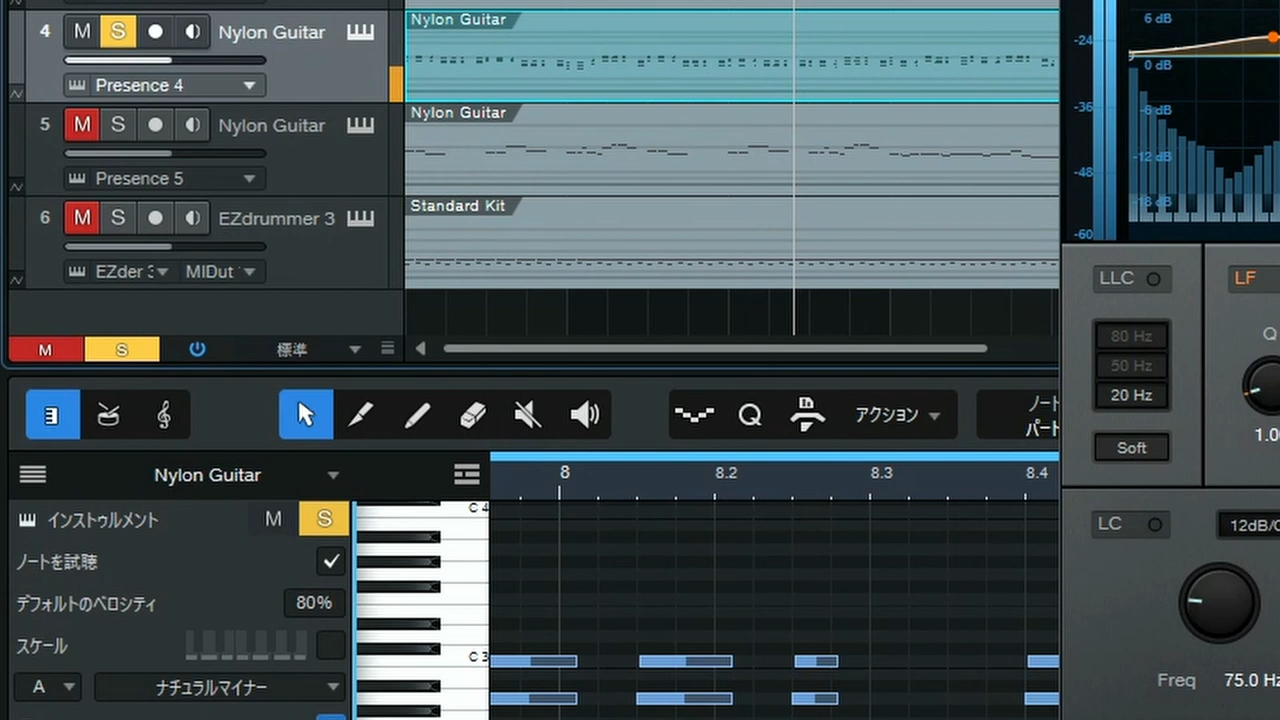 4 M S Nylon Guitar
Presence 4
5 M S Nylon Guitar
Presence 5
6 M S EZdrummer 3
EZder 3 MIDut
M S 標準
Nylon Guitar
Nylon Guitar
Standard Kit
-24
-36
-48
-60
6 dB
0 dB
-6 dB
-12 dB
-18 dB
LLC
80 Hz
50 Hz
20 Hz
Soft
LF
Q
1.0
LC
12dB/
Freq 75.0 Hz
Q アクション
ノート
パート
Nylon Guitar
8 8.2 8.3 8.4
インストゥルメント M S
ノートを試聴
デフォルトのベロシティ 80%
スケール
A ナチュラルマイナー
C 4
C 3